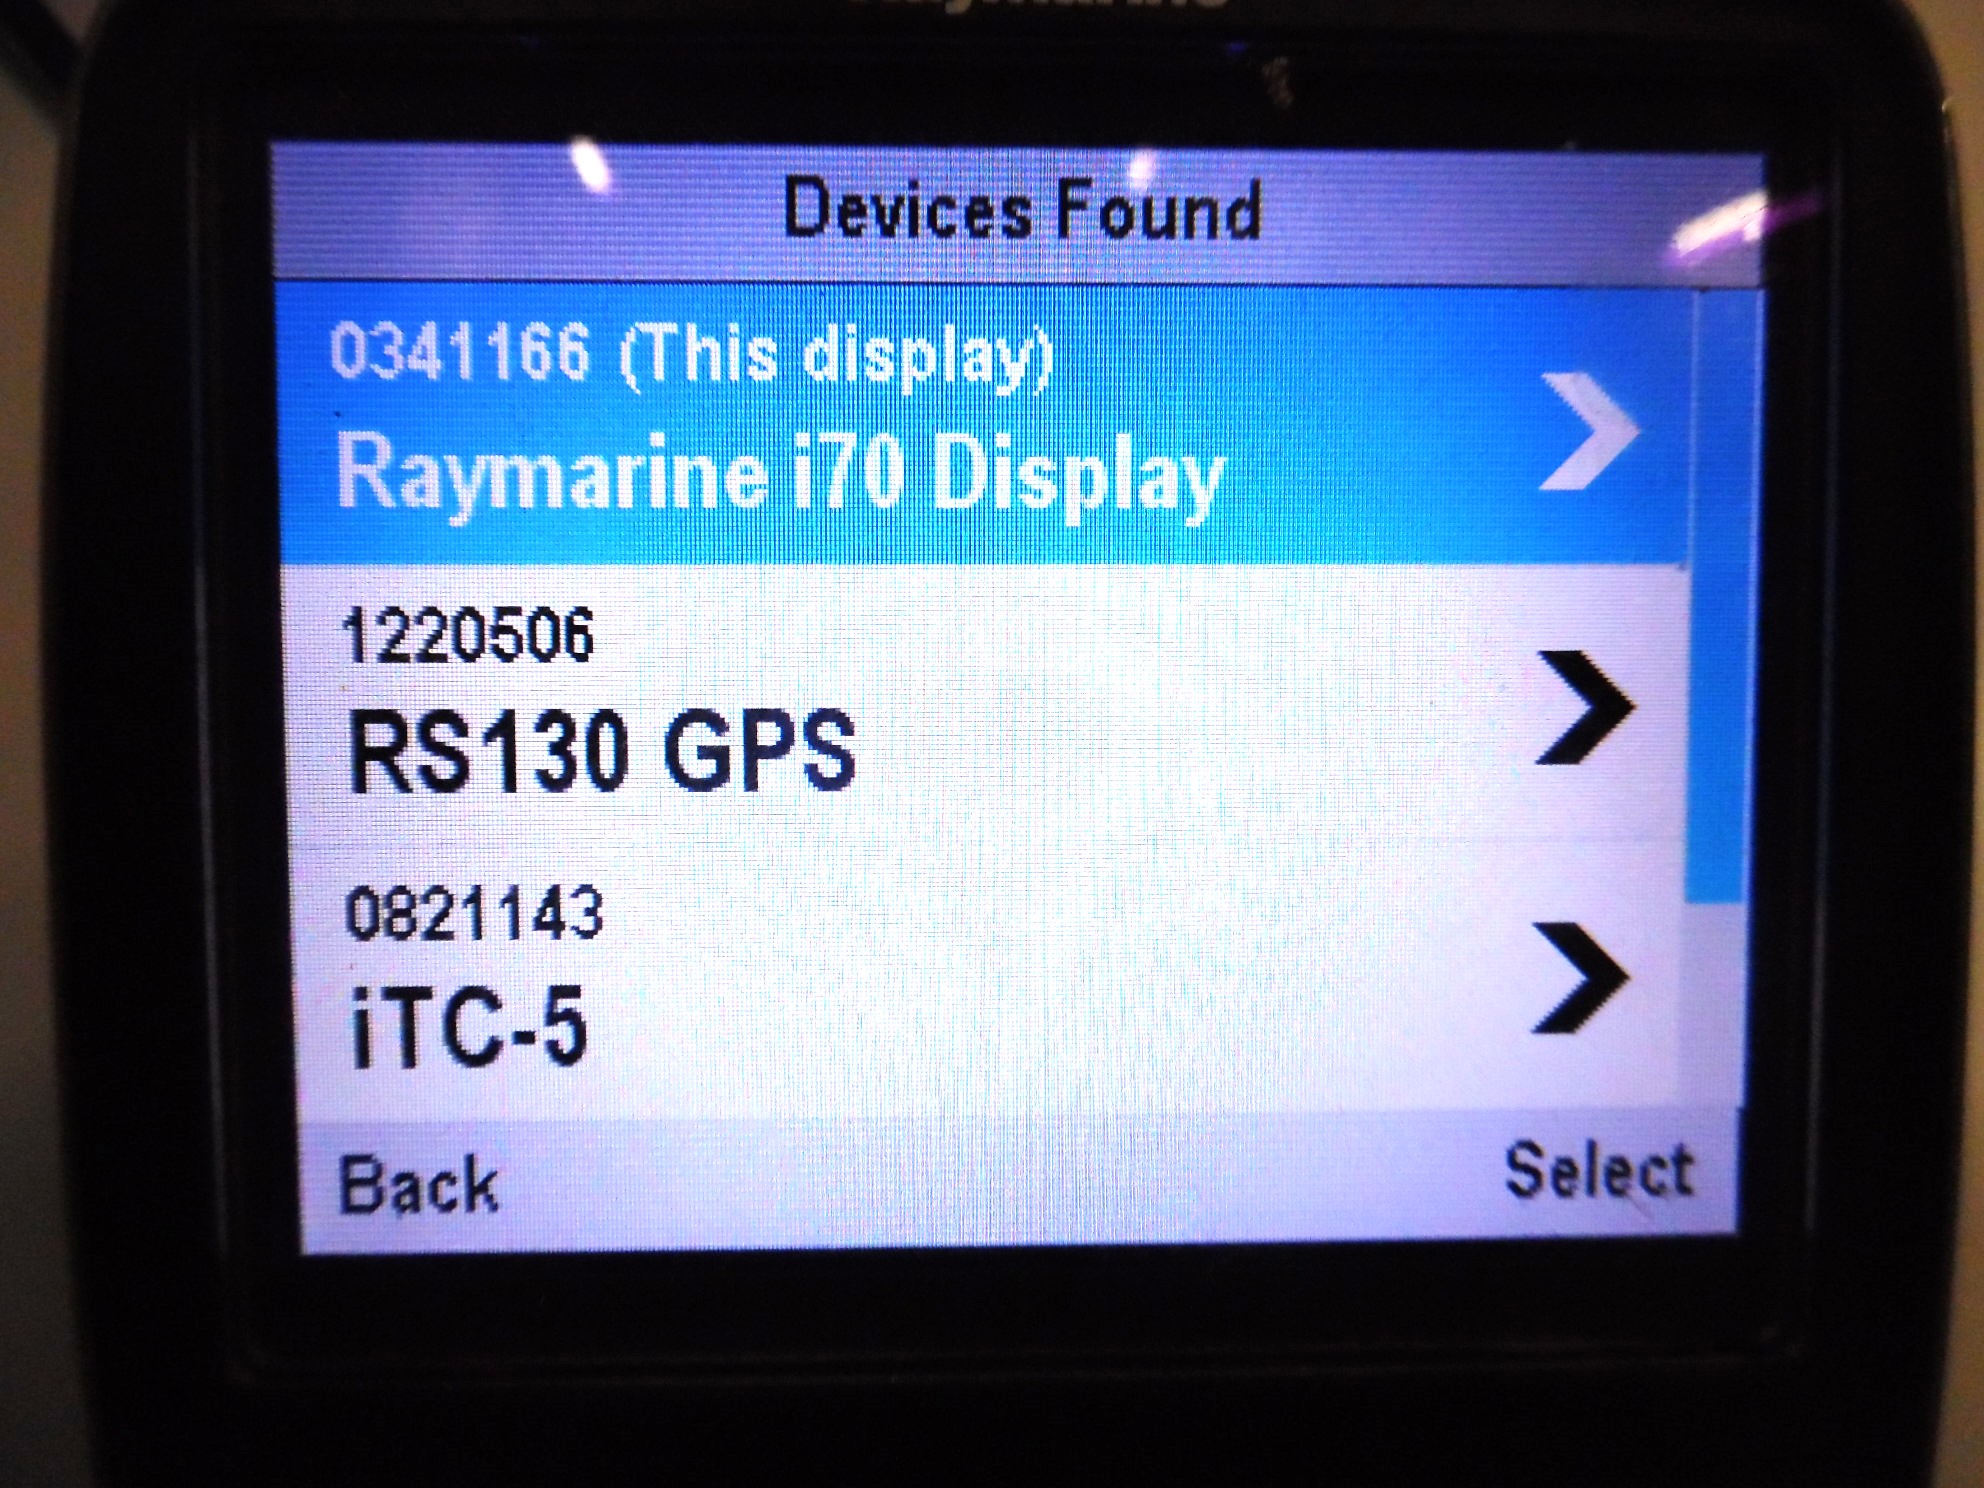 Devices Found
0341166 (This display)
Raymarine i70 Display
1220506
RS130 GPS
0821143
iTC-5
Back
Select